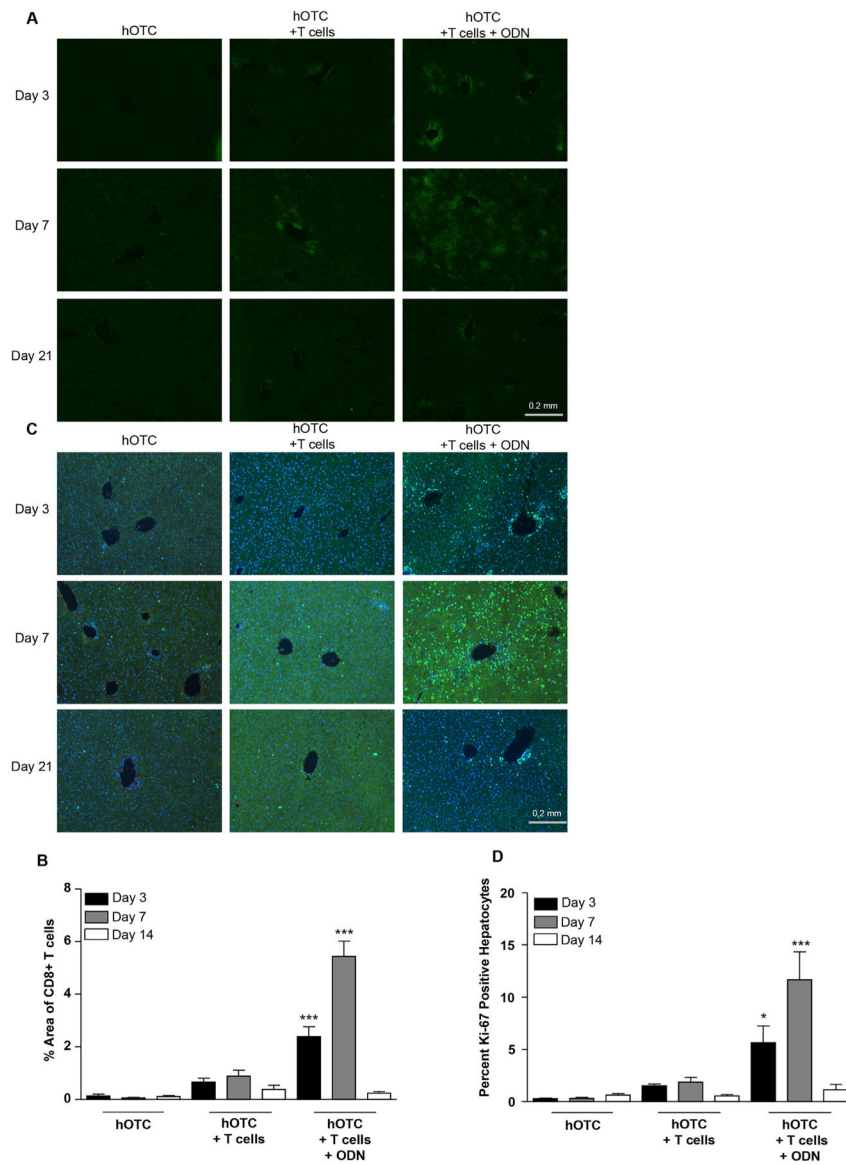 A
hOTC
hOTC
+T cells
hOTC
+T cells + ODN
Day 3
Day 7
Day 21
0.2 mm
C
hOTC
hOTC
+T cells
hOTC
+T cells + ODN
Day 3
Day 7
Day 21
0.2 mm
B
% Area of CD8+ T cells
8
6
4
2
0
Day 3
Day 7
Day 14
***
***
hOTC
hOTC
+ T cells
hOTC
+ T cells
+ ODN
D
Percent Ki-67 Positive Hepatocytes
20
15
10
5
0
Day 3
Day 7
Day 14
*
***
hOTC
hOTC
+ T cells
hOTC
+ T cells
+ ODN